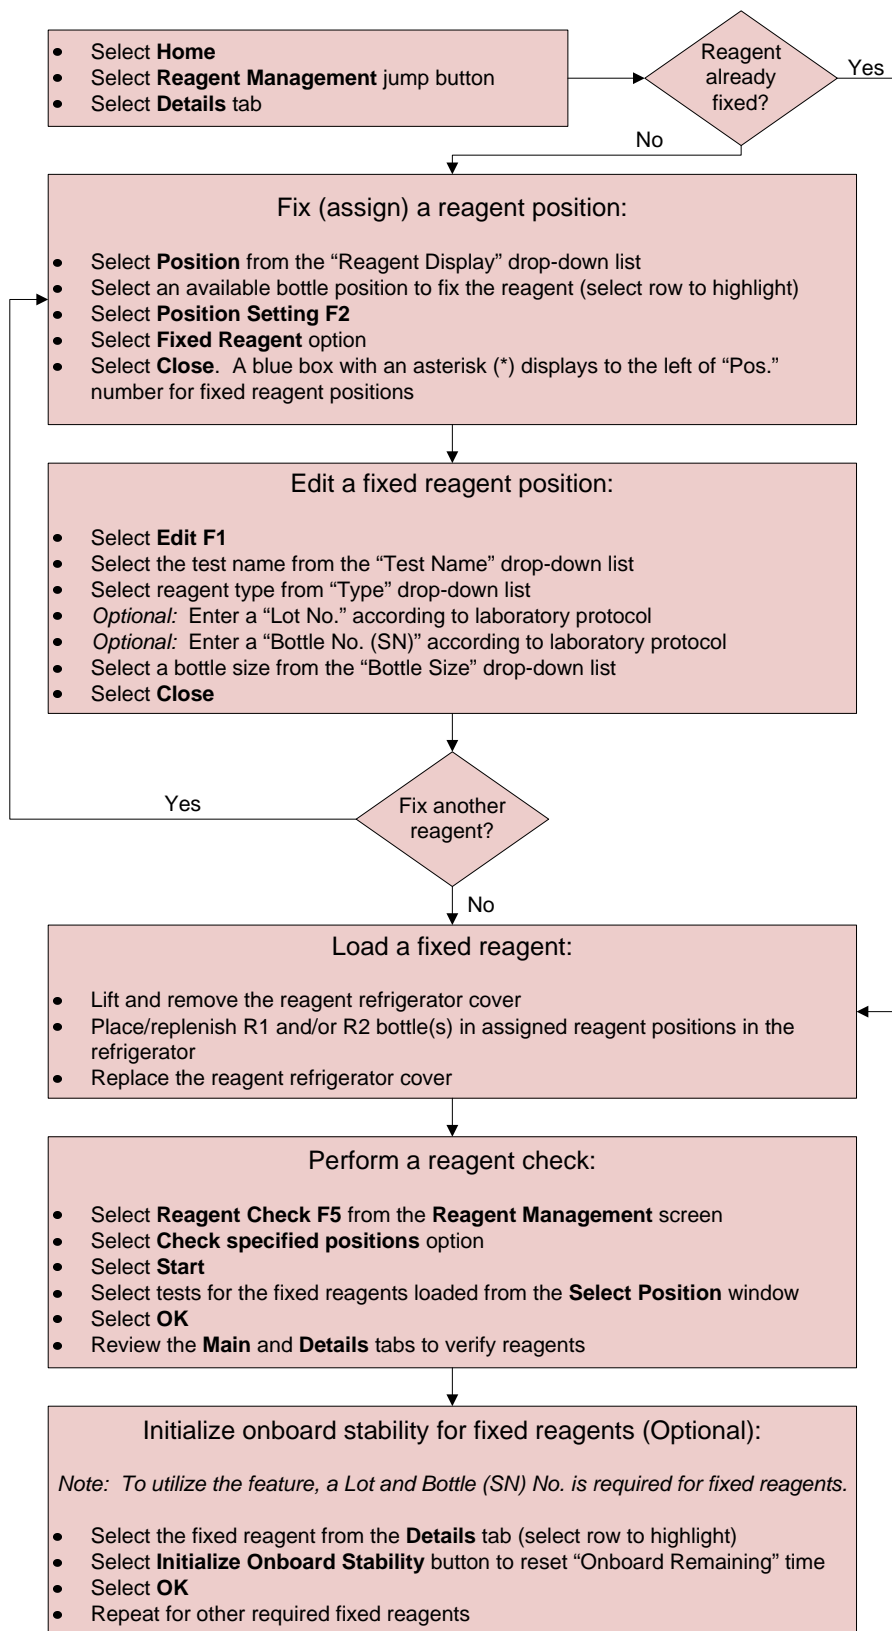 • Select Home
• Select Reagent Management jump button
• Select Details tab
Reagent
already
fixed?
Yes
No
Fix (assign) a reagent position:
• Select Position from the “Reagent Display” drop-down list
• Select an available bottle position to fix the reagent (select row to highlight)
• Select Position Setting F2
• Select Fixed Reagent option
• Select Close.  A blue box with an asterisk (*) displays to the left of “Pos.”
number for fixed reagent positions
Edit a fixed reagent position:
• Select Edit F1
• Select the test name from the “Test Name” drop-down list
• Select reagent type from “Type” drop-down list
• Optional:  Enter a “Lot No.” according to laboratory protocol
• Optional:  Enter a “Bottle No. (SN)” according to laboratory protocol
• Select a bottle size from the “Bottle Size” drop-down list
• Select Close
Yes
Fix another
reagent?
No
Load a fixed reagent:
• Lift and remove the reagent refrigerator cover
• Place/replenish R1 and/or R2 bottle(s) in assigned reagent positions in the
refrigerator
• Replace the reagent refrigerator cover
Perform a reagent check:
• Select Reagent Check F5 from the Reagent Management screen
• Select Check specified positions option
• Select Start
• Select tests for the fixed reagents loaded from the Select Position window
• Select OK
• Review the Main and Details tabs to verify reagents
Initialize onboard stability for fixed reagents (Optional):
Note:  To utilize the feature, a Lot and Bottle (SN) No. is required for fixed reagents.
• Select the fixed reagent from the Details tab (select row to highlight)
• Select Initialize Onboard Stability button to reset “Onboard Remaining” time
• Select OK
• Repeat for other required fixed reagents